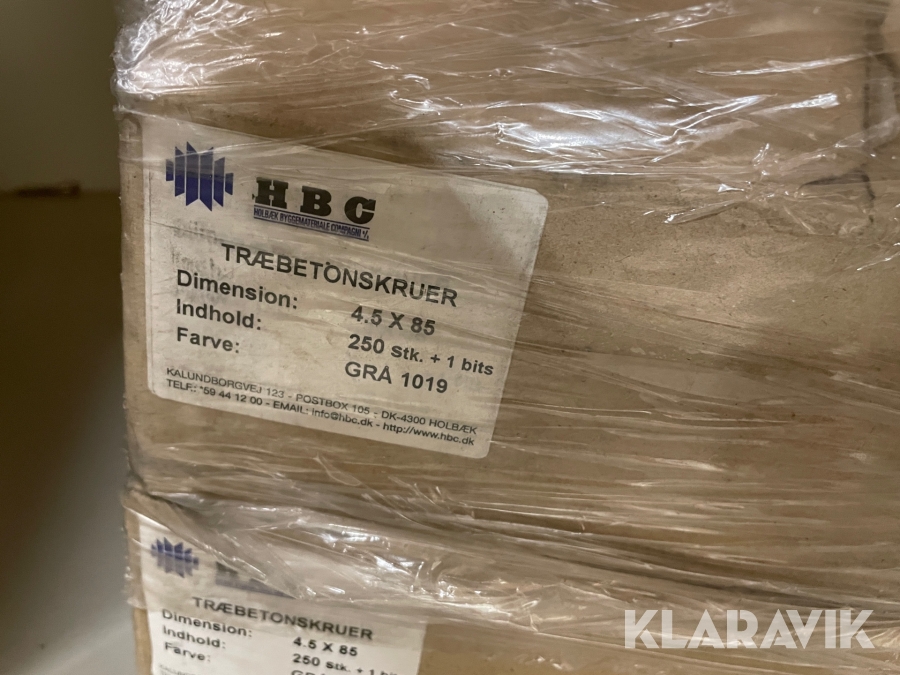 HBC
HOLBÆK BYGGEMATERIALE COMPAGNI A/S
TRÆBETONSKRUER
Dimension: 4.5 X 85
Indhold: 250 stk. + 1 bits
Farve: GRÅ 1019
KALUNDBORGVEJ 123 - POSTBOX 105 - DK-4300 HOLBÆK
TELF.: *59 44 12 00 - EMAIL: info@hbc.dk - http://www.hbc.dk
TRÆBETONSKRUER
Dimension: 4.5 X 85
Indhold: 250 stk. + 1 bits
Farve:
KLARAVIK